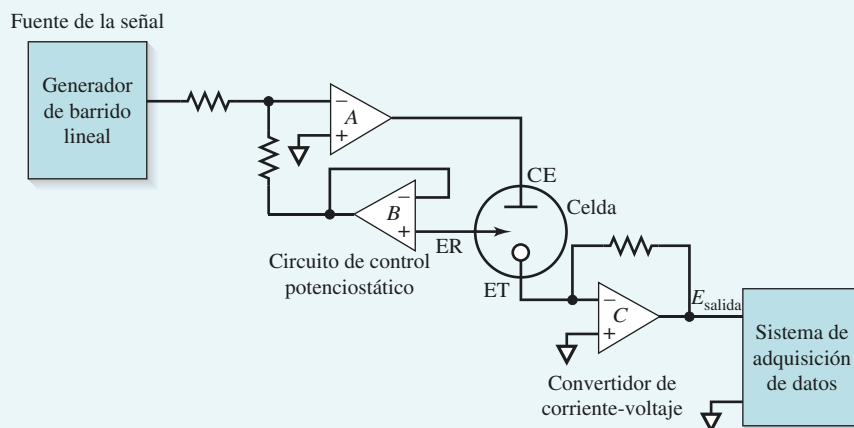 Fuente de la señal
Generador
de barrido
lineal
−
A
+
CE
Celda
−
B
+
ER
Circuito de control
potenciostático
ET
−
C
+
E_salida
Sistema de
adquisición
de datos
Convertidor de
corriente-voltaje